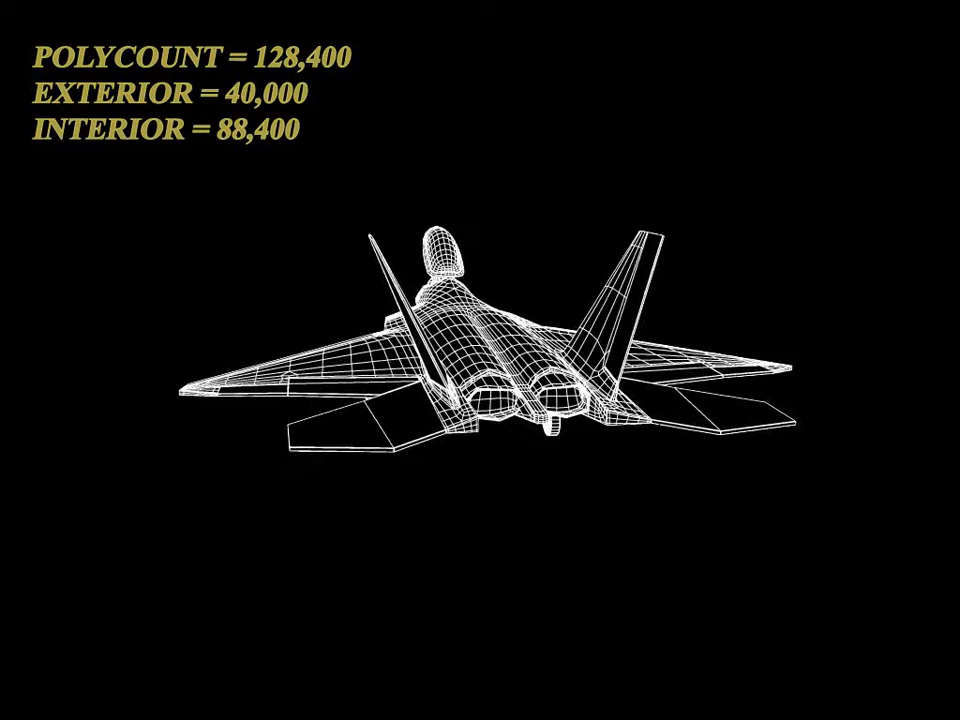 POLYCOUNT = 128,400
EXTERIOR = 40,000
INTERIOR = 88,400